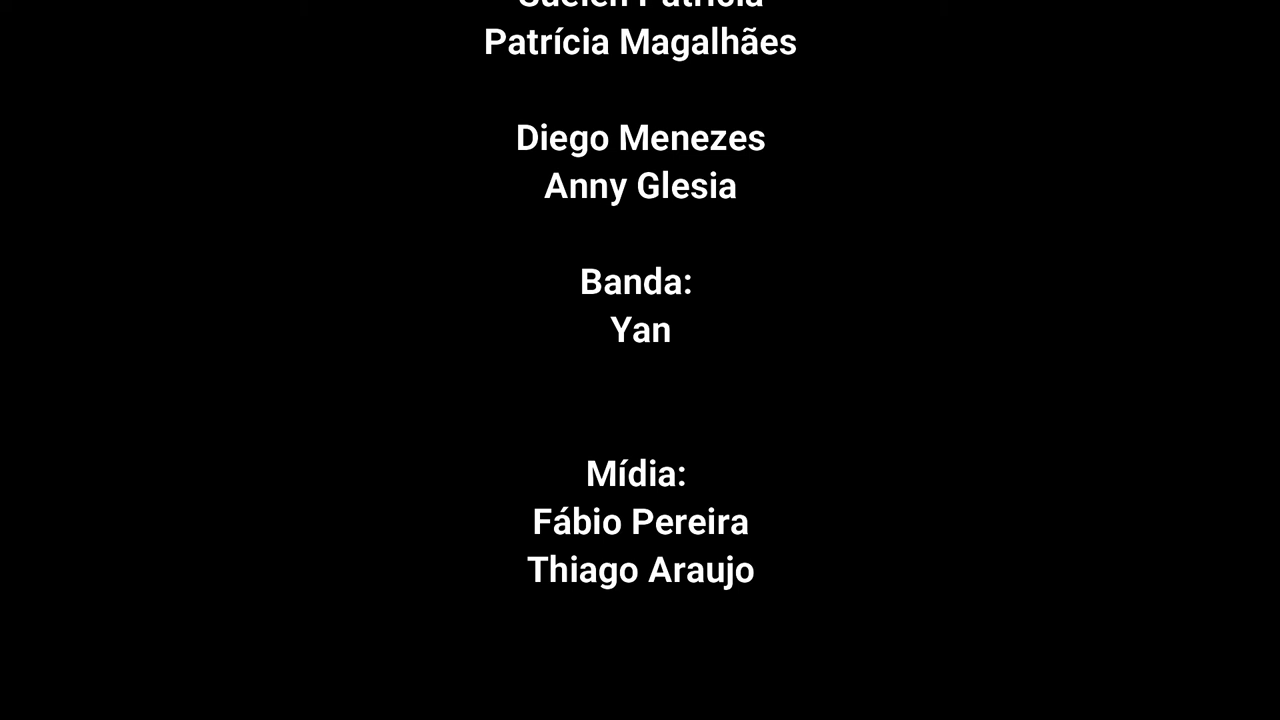 Patrícia Magalhães
Diego Menezes
Anny Glesia
Banda:
Yan
Mídia:
Fábio Pereira
Thiago Araujo